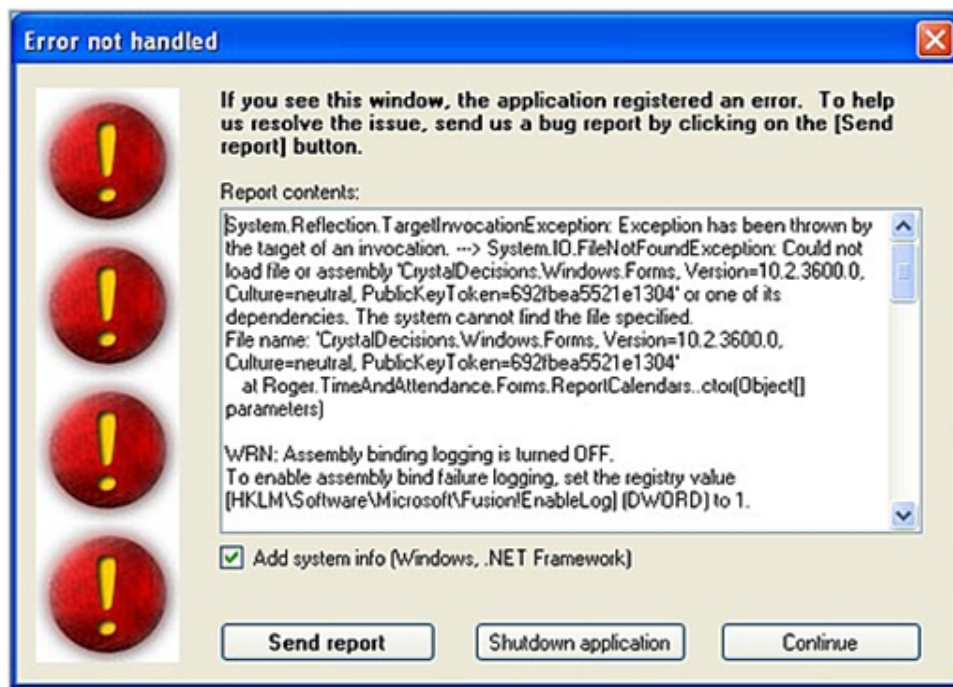 Error not handled
If you see this window, the application registered an error. To help
us resolve the issue, send us a bug report by clicking on the [Send
report] button.
Report contents:
System.Reflection.TargetInvocationException: Exception has been thrown by
the target of an invocation. ---> System.IO.FileNotFoundException: Could not
load file or assembly 'CrystalDecisions.Windows.Forms, Version=10.2.3600.0,
Culture=neutral, PublicKeyToken=692fbea5521e1304' or one of its
dependencies. The system cannot find the file specified.
File name: 'CrystalDecisions.Windows.Forms, Version=10.2.3600.0,
Culture=neutral, PublicKeyToken=692fbea5521e1304'
at Roger.TimeAndAttendance.Forms.ReportCalendars..ctor(Object[]
parameters)
WRN: Assembly binding logging is turned OFF.
To enable assembly bind failure logging, set the registry value
[HKLM\Software\Microsoft\Fusion!EnableLog] (DWORD) to 1.
Add system info (Windows, .NET Framework)
Send report
Shutdown application
Continue